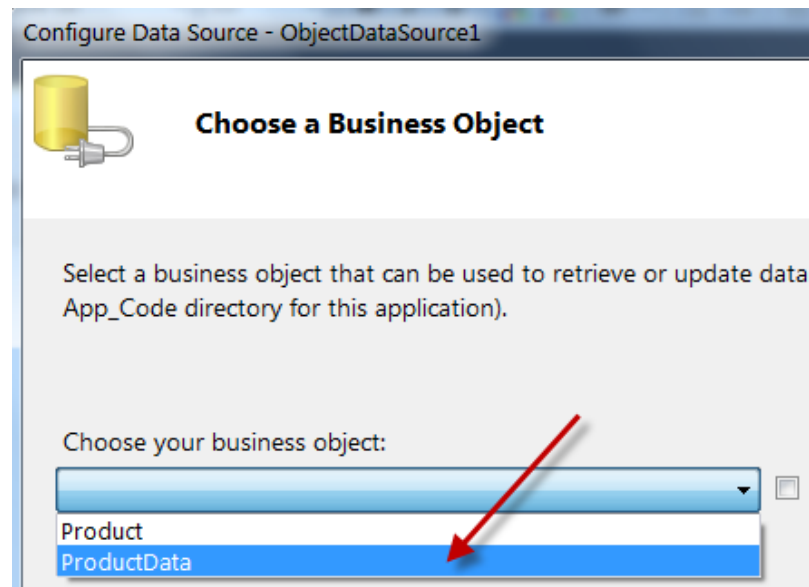 Configure Data Source - ObjectDataSource1
Choose a Business Object
Select a business object that can be used to retrieve or update data
App_Code directory for this application).
Choose your business object:
Product
ProductData